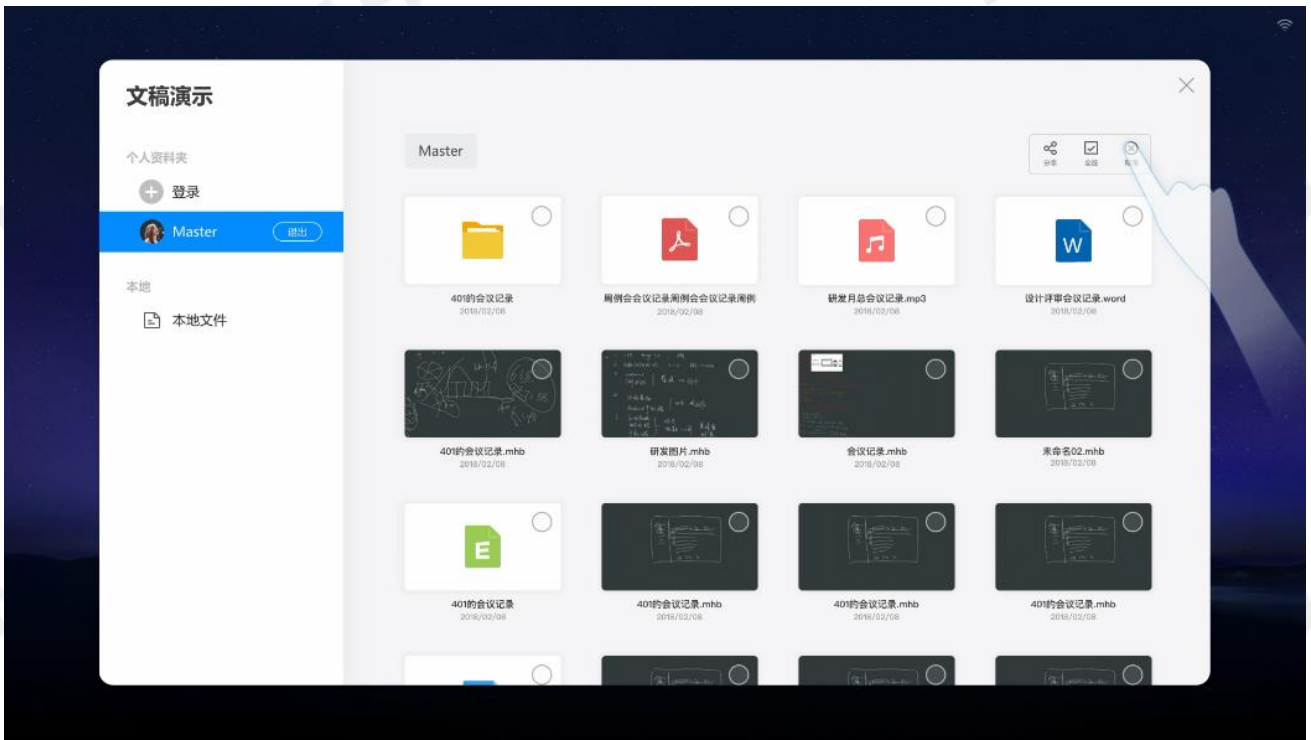 文稿演示
个人资料夹
登录
Master
退出
本地
本地文件
Master
分享
全选
401的会议记录
2018/02/08
周例会会议记录周例会会议记录周例
2018/02/08
研发月总会议记录.mp3
2018/02/08
W
设计评审会议记录.word
2018/02/08
401的会议记录.mhb
2018/02/08
研发图片.mhb
2018/02/08
会议记录.mhb
2018/02/08
未命名02.mhb
2018/02/08
E
401的会议记录
2018/02/08
401的会议记录.mhb
2018/02/08
401的会议记录.mhb
2018/02/08
401的会议记录.mhb
2018/02/08